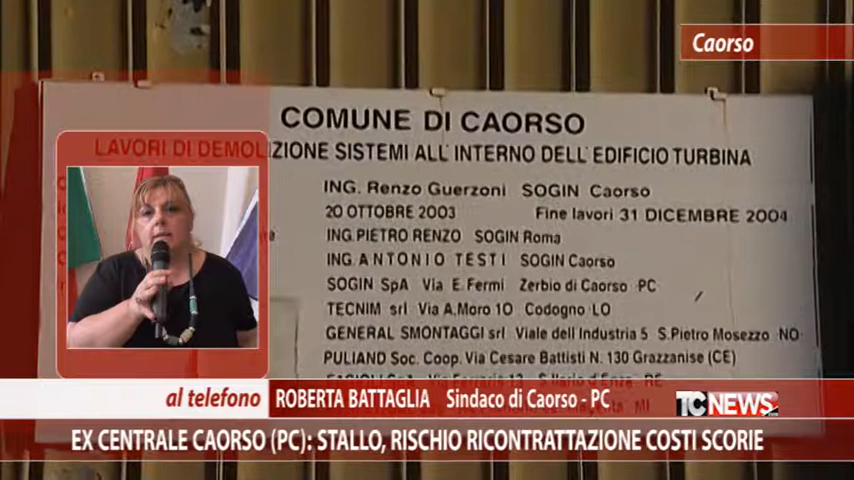 Caorso
COMUNE DI CAORSO
LAVORI DI DEMOLIZIONE SISTEMI ALL'INTERNO DELL'EDIFICIO TURBINA
ING. Renzo Guerzoni SOGIN Caorso
20 OTTOBRE 2003 Fine lavori 31 DICEMBRE 2004
ING. PIETRO RENZO SOGIN Roma
ING. ANTONIO TESTI SOGIN Caorso
SOGIN SpA Via E. Fermi Zerbio di Caorso PC
TECNIM srl Via A. Moro 10 Codogno LO
GENERAL SMONTAGGI srl Viale dell Industria 5 S. Pietro Mosezzo NO
PULIAND Soc. Coop. Via Cesare Battisti N. 130 Grazzanise (CE)
al telefono ROBERTA BATTAGLIA Sindaco di Caorso - PC
TC NEWS
EX CENTRALE CAORSO (PC): STALLO, RISCHIO RICONTRATTAZIONE COSTI SCORIE